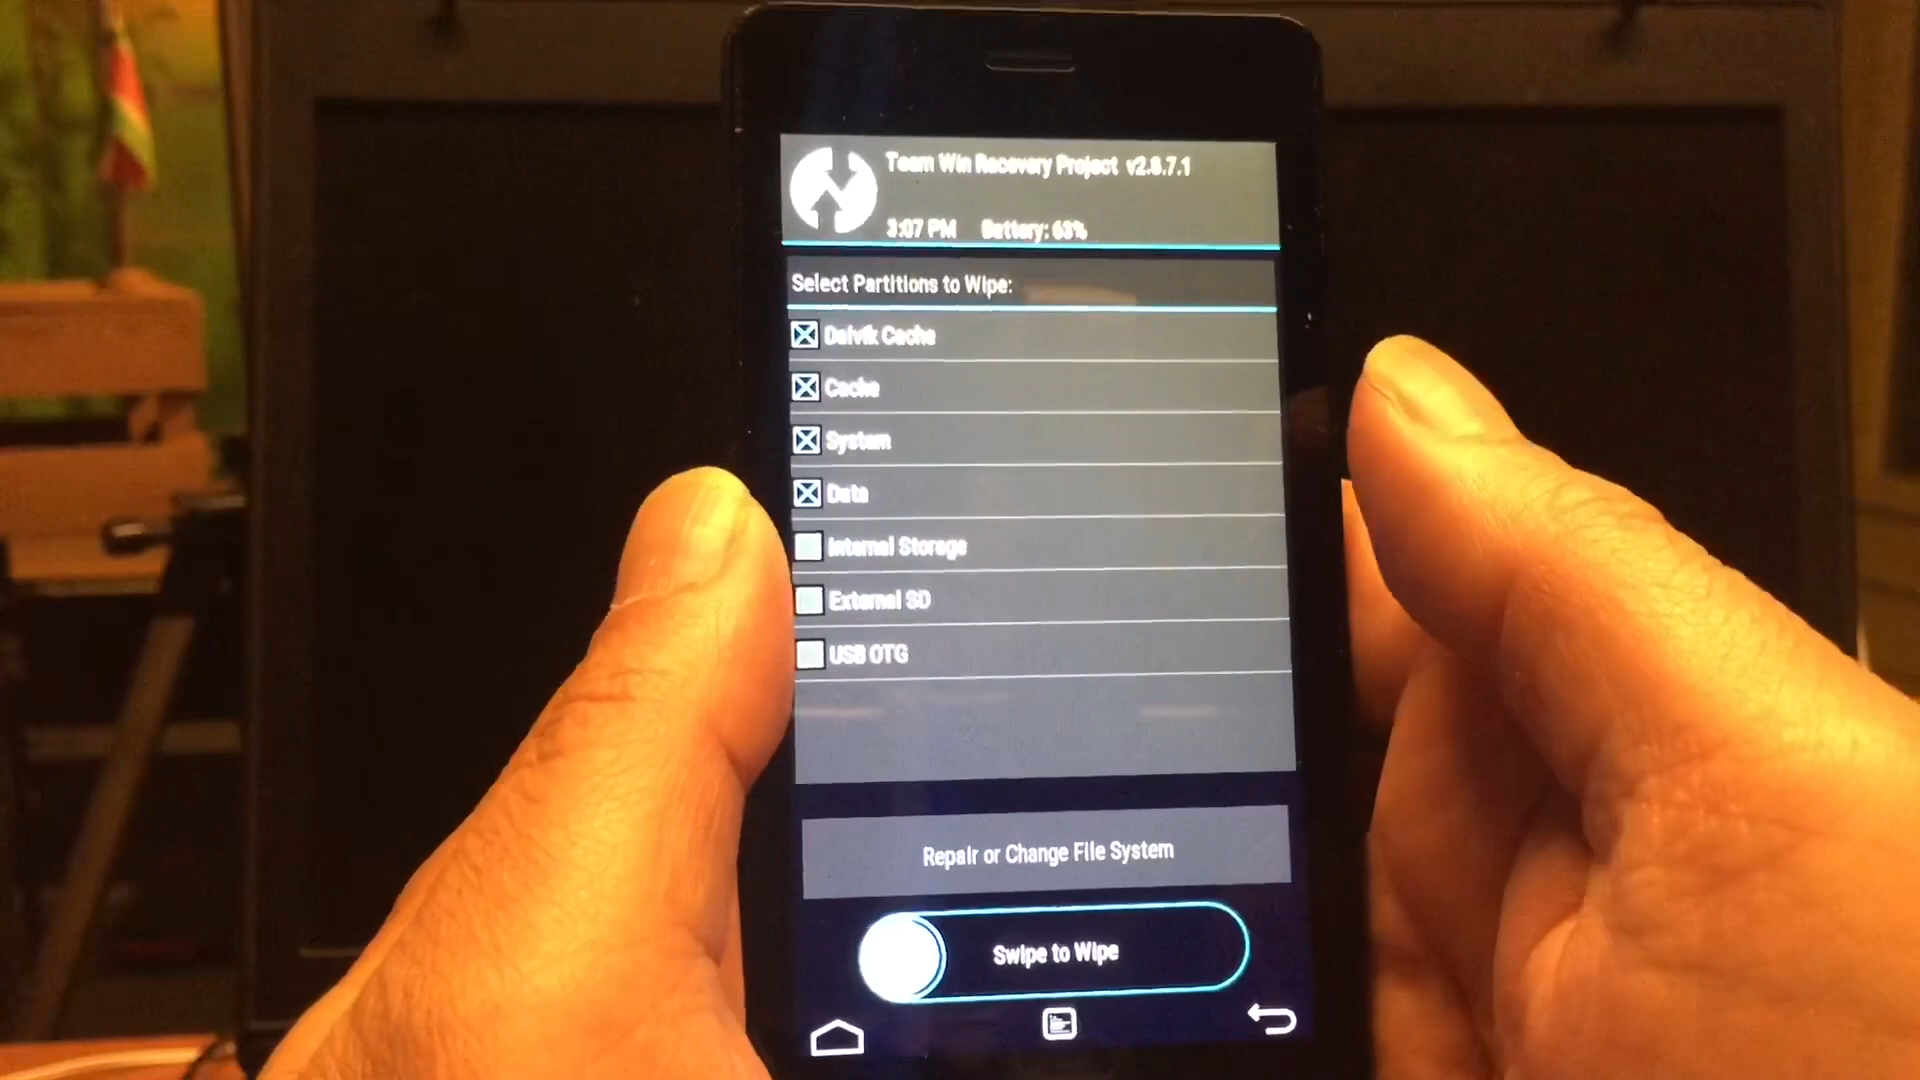 Team Win Recovery Project v2.8.7.1
3:07 PM Battery: 63%
Select Partitions to Wipe:
Dalvik Cache
Cache
System
Data
Internal Storage
External SD
USB OTG
Repair or Change File System
Swipe to Wipe